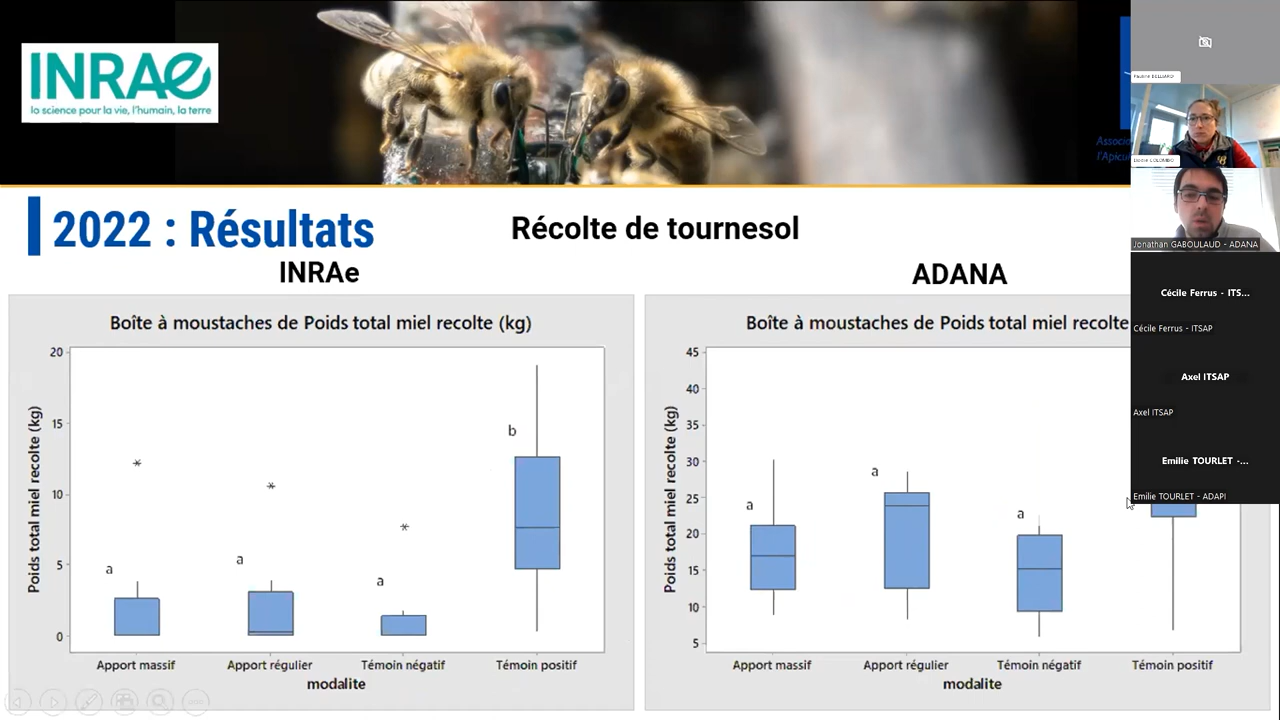 INRAE
la science pour la vie, l'humain, la terre
Associ
l'Apicu
2022 : Résultats
Récolte de tournesol
INRAe
ADANA
Boîte à moustaches de Poids total miel recolte (kg)
20
15
10
5
0
Poids total miel recolte (kg)
a
a
a
b
Apport massif
Apport régulier
Témoin négatif
Témoin positif
modalite
Boîte à moustaches de Poids total miel recolte
45
40
35
30
25
20
15
10
5
Poids total miel recolte (kg)
a
a
a
Apport massif
Apport régulier
Témoin négatif
Témoin positif
modalite
Jonathan GABOULAUD - ADANA
Cécile Ferrus - ITS...
Cécile Ferrus - ITSAP
Axel ITSAP
Axel ITSAP
Emilie TOURLET -...
Emilie TOURLET - ADAPI